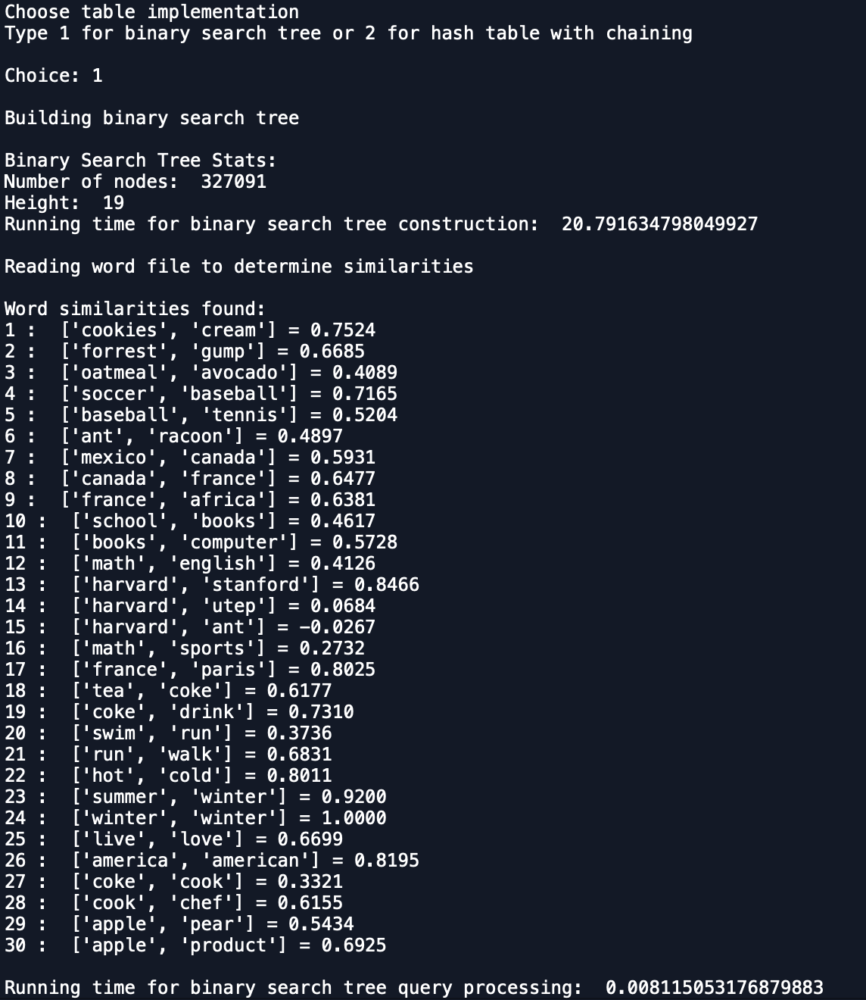 Choose table implementation
Type 1 for binary search tree or 2 for hash table with chaining
Choice: 1
Building binary search tree
Binary Search Tree Stats:
Number of nodes:  327091
Height:  19
Running time for binary search tree construction:  20.791634798049927
Reading word file to determine similarities
Word similarities found:
1 :  ['cookies', 'cream'] = 0.7524
2 :  ['forrest', 'gump'] = 0.6685
3 :  ['oatmeal', 'avocado'] = 0.4089
4 :  ['soccer', 'baseball'] = 0.7165
5 :  ['baseball', 'tennis'] = 0.5204
6 :  ['ant', 'racoon'] = 0.4897
7 :  ['mexico', 'canada'] = 0.5931
8 :  ['canada', 'france'] = 0.6477
9 :  ['france', 'africa'] = 0.6381
10 :  ['school', 'books'] = 0.4617
11 :  ['books', 'computer'] = 0.5728
12 :  ['math', 'english'] = 0.4126
13 :  ['harvard', 'stanford'] = 0.8466
14 :  ['harvard', 'utep'] = 0.0684
15 :  ['harvard', 'ant'] = -0.0267
16 :  ['math', 'sports'] = 0.2732
17 :  ['france', 'paris'] = 0.8025
18 :  ['tea', 'coke'] = 0.6177
19 :  ['coke', 'drink'] = 0.7310
20 :  ['swim', 'run'] = 0.3736
21 :  ['run', 'walk'] = 0.6831
22 :  ['hot', 'cold'] = 0.8011
23 :  ['summer', 'winter'] = 0.9200
24 :  ['winter', 'winter'] = 1.0000
25 :  ['live', 'love'] = 0.6699
26 :  ['america', 'american'] = 0.8195
27 :  ['coke', 'cook'] = 0.3321
28 :  ['cook', 'chef'] = 0.6155
29 :  ['apple', 'pear'] = 0.5434
30 :  ['apple', 'product'] = 0.6925
Running time for binary search tree query processing:  0.008115053176879883